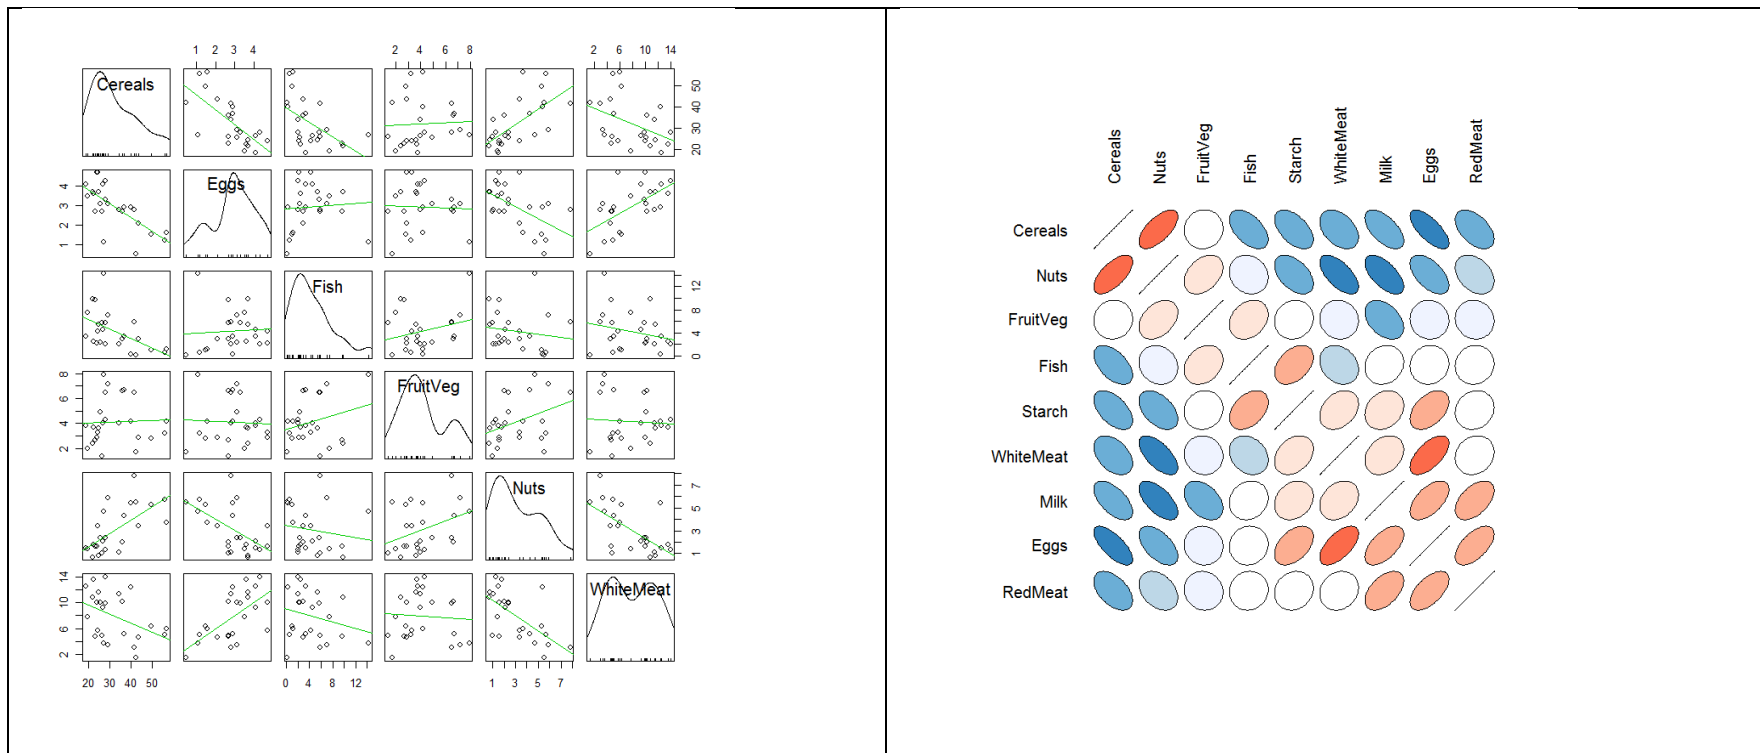 1 2 3 4
2 4 6 8
2 6 10 14
Cereals
50
40
30
20
4
3
2
1
Eggs
Fish
12
8
4
0
8
6
4
2
FruitVeg
Nuts
7
5
3
1
14
10
6
2
WhiteMeat
20 30 40 50
0 4 8 12
1 3 5 7
Cereals
Nuts
FruitVeg
Fish
Starch
WhiteMeat
Milk
Eggs
RedMeat
Cereals
Nuts
FruitVeg
Fish
Starch
WhiteMeat
Milk
Eggs
RedMeat